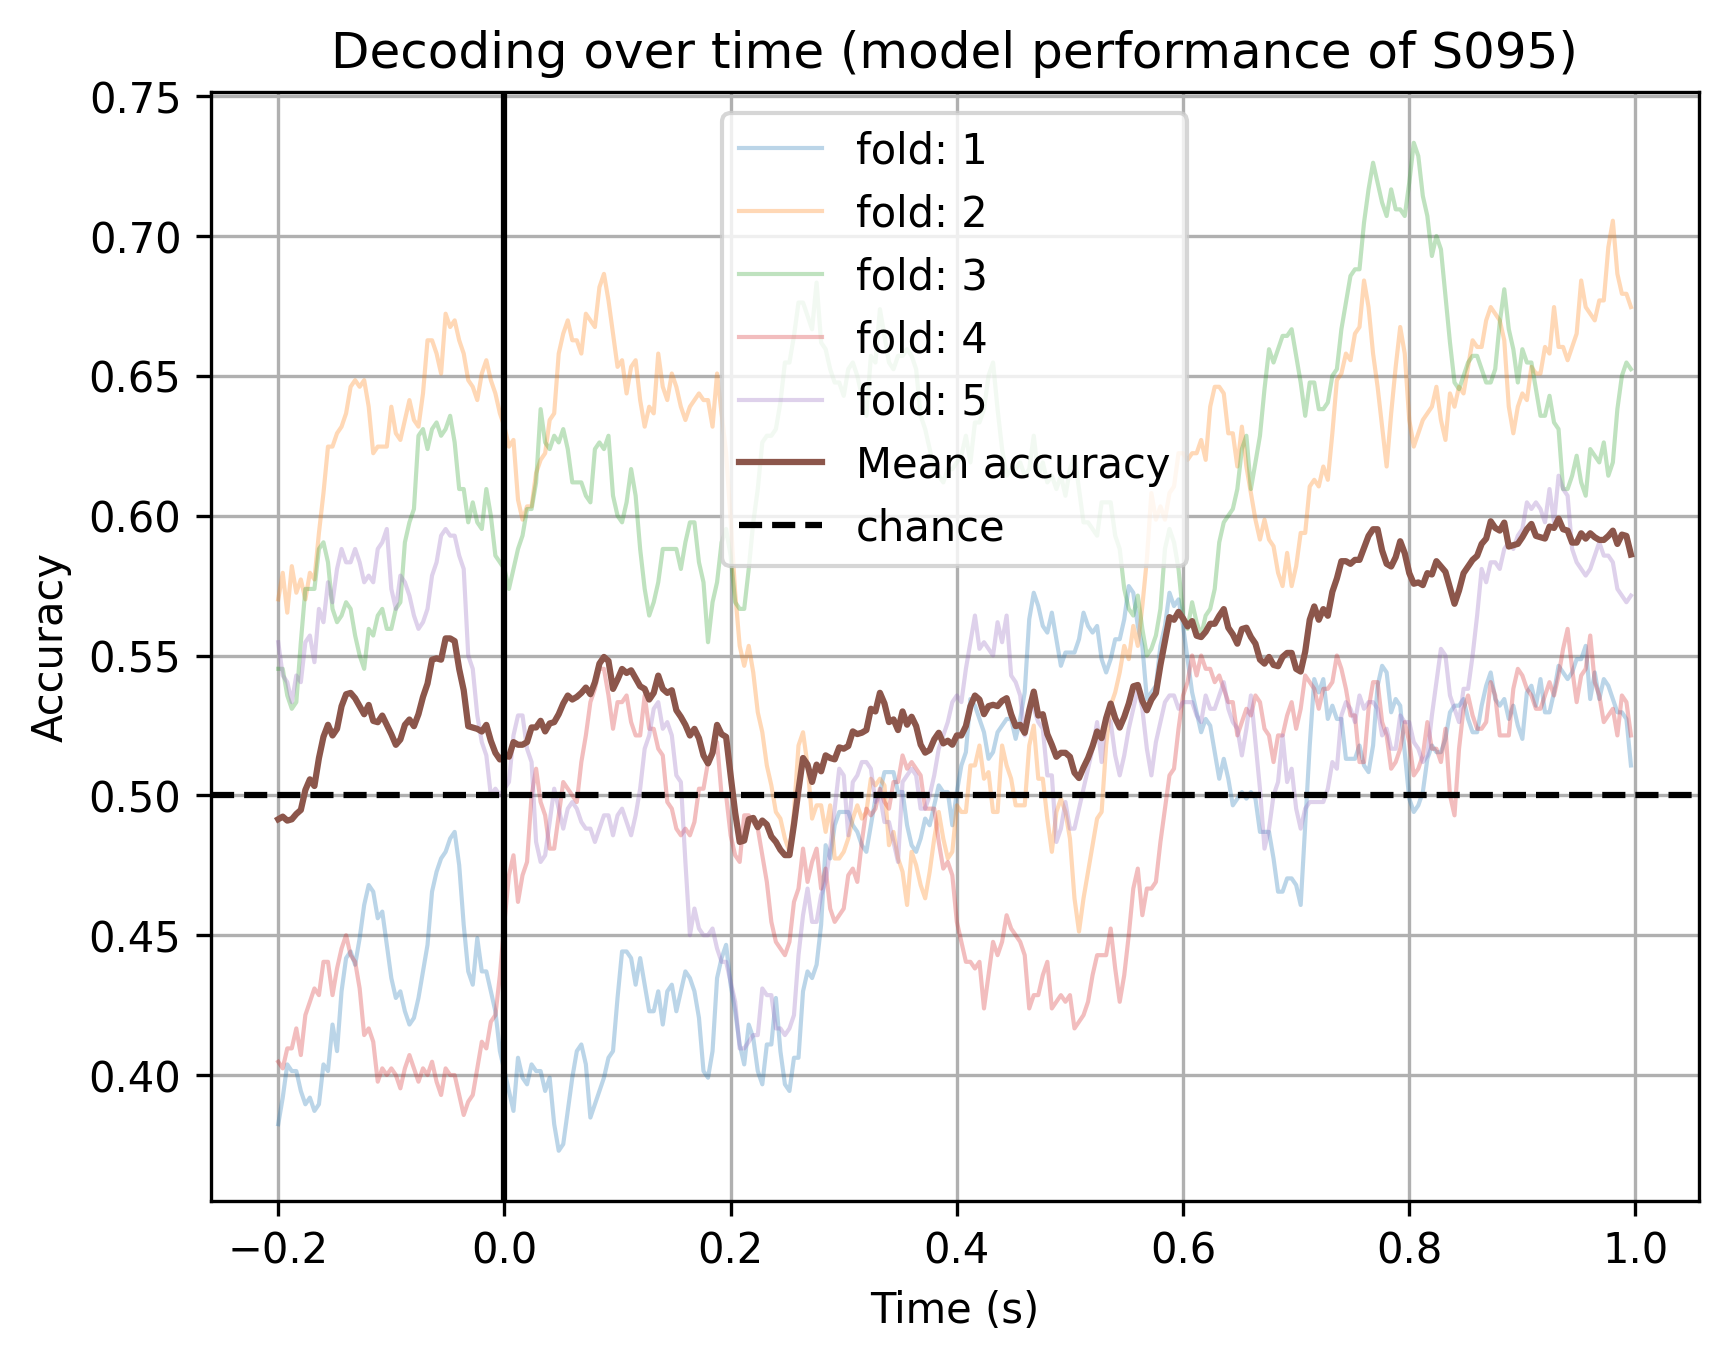 Decoding over time (model performance of S095)
0.75
0.70
0.65
0.60
0.55
0.50
0.45
0.40
Accuracy
fold: 1
fold: 2
fold: 3
fold: 4
fold: 5
Mean accuracy
chance
−0.2 0.0 0.2 0.4 0.6 0.8 1.0
Time (s)